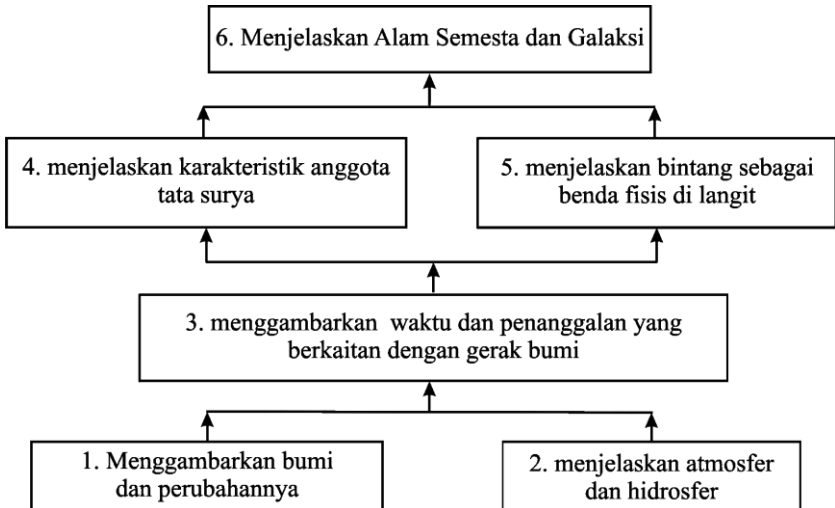 6. Menjelaskan Alam Semesta dan Galaksi
4. menjelaskan karakteristik anggota
tata surya
5. menjelaskan bintang sebagai
benda fisis di langit
3. menggambarkan waktu dan penanggalan yang
berkaitan dengan gerak bumi
1. Menggambarkan bumi
dan perubahannya
2. menjelaskan atmosfer
dan hidrosfer